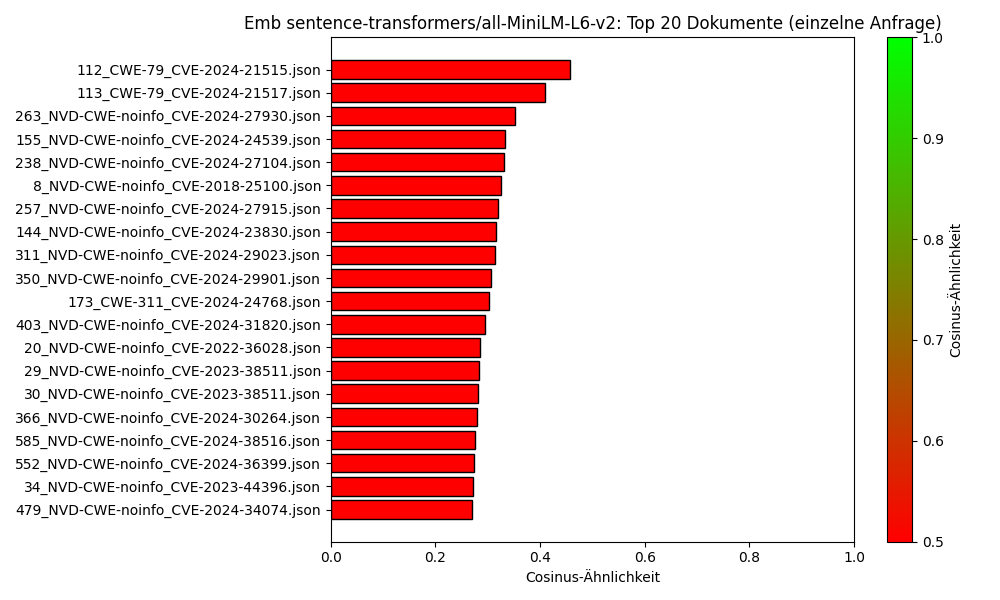 Emb sentence-transformers/all-MiniLM-L6-v2: Top 20 Dokumente (einzelne Anfrage)
112_CWE-79_CVE-2024-21515.json
113_CWE-79_CVE-2024-21517.json
263_NVD-CWE-noinfo_CVE-2024-27930.json
155_NVD-CWE-noinfo_CVE-2024-24539.json
238_NVD-CWE-noinfo_CVE-2024-27104.json
8_NVD-CWE-noinfo_CVE-2018-25100.json
257_NVD-CWE-noinfo_CVE-2024-27915.json
144_NVD-CWE-noinfo_CVE-2024-23830.json
311_NVD-CWE-noinfo_CVE-2024-29023.json
350_NVD-CWE-noinfo_CVE-2024-29901.json
173_CWE-311_CVE-2024-24768.json
403_NVD-CWE-noinfo_CVE-2024-31820.json
20_NVD-CWE-noinfo_CVE-2022-36028.json
29_NVD-CWE-noinfo_CVE-2023-38511.json
30_NVD-CWE-noinfo_CVE-2023-38511.json
366_NVD-CWE-noinfo_CVE-2024-30264.json
585_NVD-CWE-noinfo_CVE-2024-38516.json
552_NVD-CWE-noinfo_CVE-2024-36399.json
34_NVD-CWE-noinfo_CVE-2023-44396.json
479_NVD-CWE-noinfo_CVE-2024-34074.json
0.0 0.2 0.4 0.6 0.8 1.0
Cosinus-Ähnlichkeit
1.0
0.9
0.8
0.7
0.6
0.5
Cosinus-Ähnlichkeit